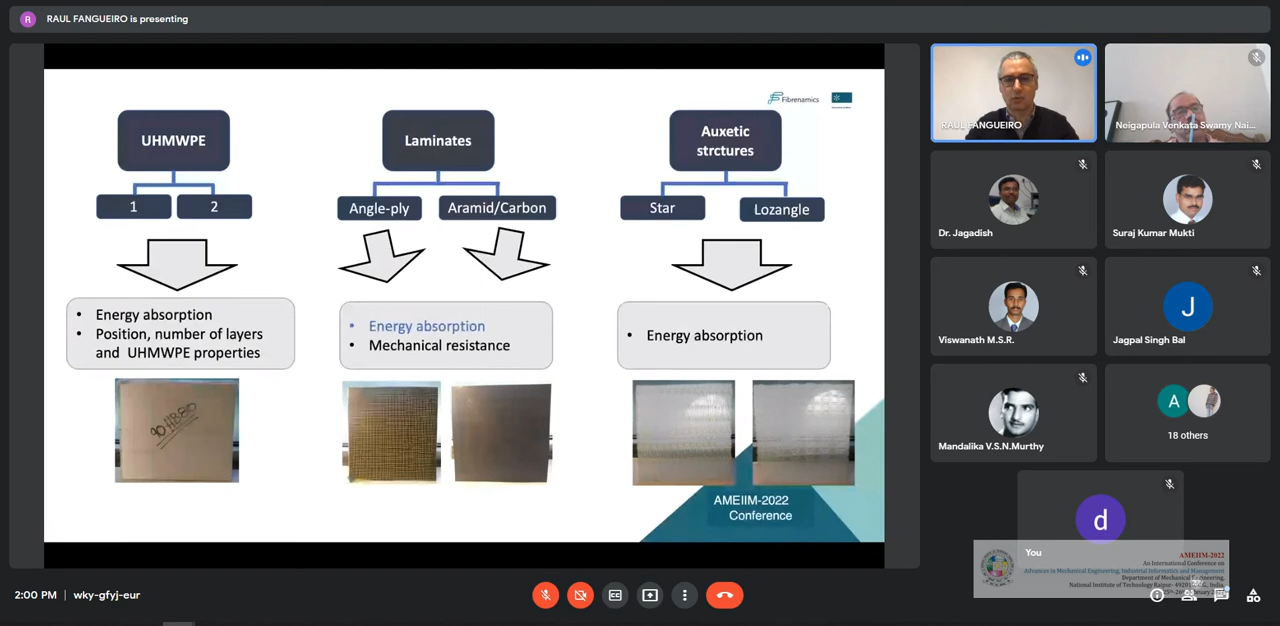 R RAUL FANGUEIRO is presenting
Fibrenamics
UHMWPE
1
2
Laminates
Angle-ply
Aramid/Carbon
Auxetic
strctures
Star
Lozangle
• Energy absorption
• Position, number of layers
and UHMWPE properties
• Energy absorption
• Mechanical resistance
• Energy absorption
AMEIIM-2022
Conference
RAUL FANGUEIRO
Neigapula Venkata Swamy Nai...
Dr. Jagadish
Suraj Kumar Mukti
Viswanath M.S.R.
J
Jagpal Singh Bal
Mandalika V.S.N.Murthy
A
18 others
d
You
AMEIIM-2022
An International Conference on
Advances in Mechanical Engineering, Industrial Informatics and Management
Department of Mechanical Engineering,
National Institute of Technology Raipur- 49201
India
2:00 PM | wky-gfyj-eur